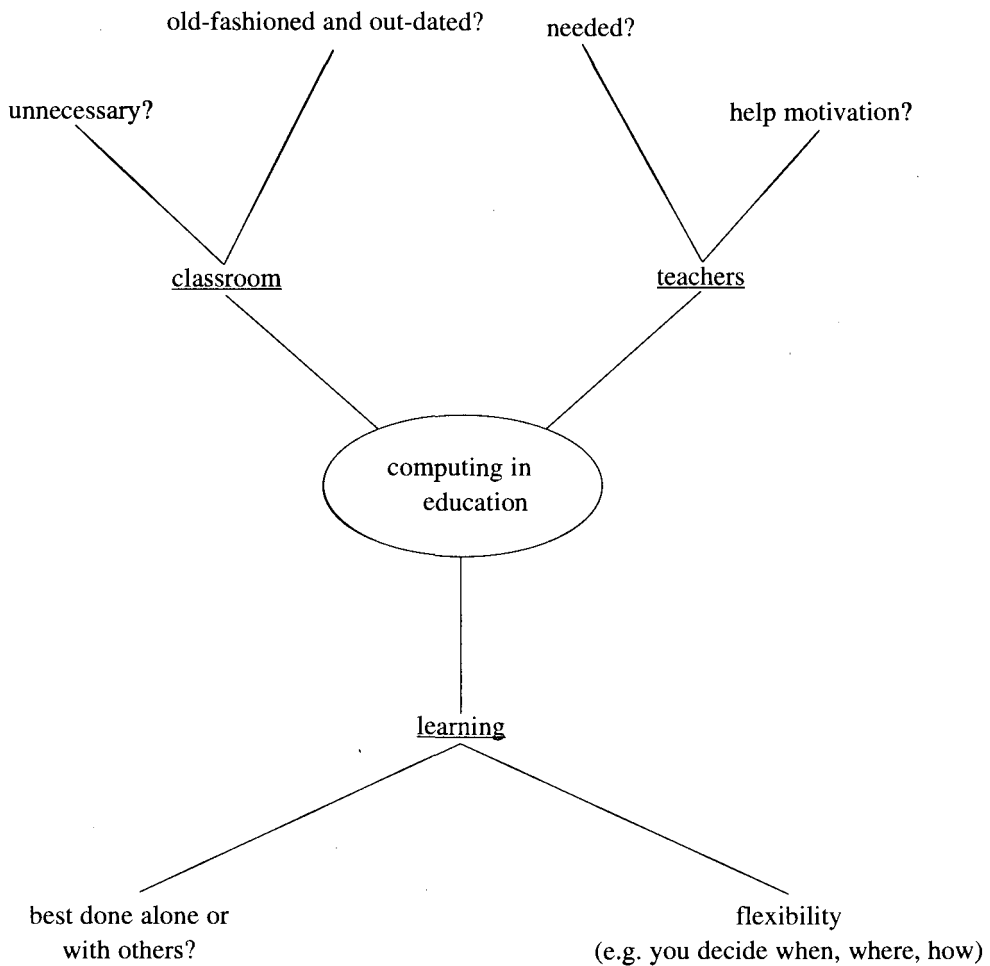 old-fashioned and out-dated?
needed?
unnecessary?
help motivation?
classroom
teachers
computing in
education
learning
best done alone or
with others?
flexibility
(e.g. you decide when, where, how)